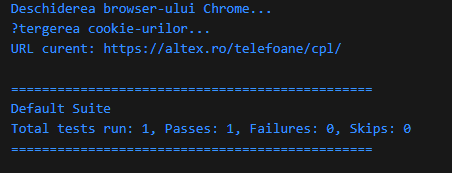 Deschiderea browser-ului Chrome...
?tergerea cookie-urilor...
URL curent: https://altex.ro/telefoane/cpl/
===============================================
Default Suite
Total tests run: 1, Passes: 1, Failures: 0, Skips: 0
===============================================